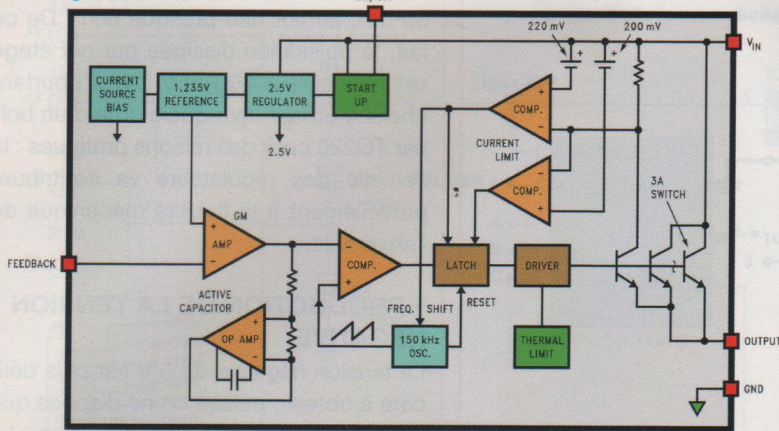 220 mV
200 mV
VIN
CURRENT
SOURCE
BIAS
1.235V
REFERENCE
2.5V
REGULATOR
START
UP
2.5V
COMP.
CURRENT
LIMIT
COMP.
3A
SWITCH
GM
AMP
FEEDBACK
COMP.
LATCH
DRIVER
ACTIVE
CAPACITOR
OP AMP
FREQ. SHIFT
RESET
150 kHz
OSC.
THERMAL
LIMIT
OUTPUT
GND